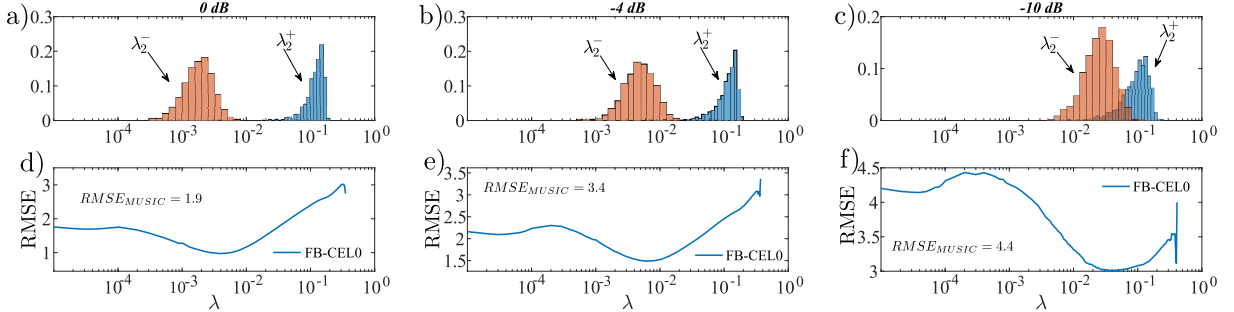 a)
0 dB
0.3
0.2
0.1
0
λ₂⁻
λ₂⁺
10⁻⁴ 10⁻³ 10⁻² 10⁻¹ 10⁰
λ
b)
-4 dB
0.3
0.2
0.1
0
λ₂⁻
λ₂⁺
10⁻⁴ 10⁻³ 10⁻² 10⁻¹ 10⁰
λ
c)
-10 dB
0.2
0.1
0
λ₂⁻
λ₂⁺
10⁻⁴ 10⁻² 10⁻¹ 10⁰
λ
d)
RMSE
3
2
1
RMSE_MUSIC = 1.9
FB-CEL0
10⁻⁴ 10⁻³ 10⁻² 10⁻¹ 10⁰
λ
e)
RMSE
3.5
3
2.5
2
1.5
RMSE_MUSIC = 3.4
FB-CEL0
10⁻⁴ 10⁻³ 10⁻² 10⁻¹ 10⁰
λ
f)
RMSE
4.5
4
3.5
3
FB-CEL0
RMSE_MUSIC = 4.4
10⁻⁴ 10⁻³ 10⁻² 10⁻¹ 10⁰
λ